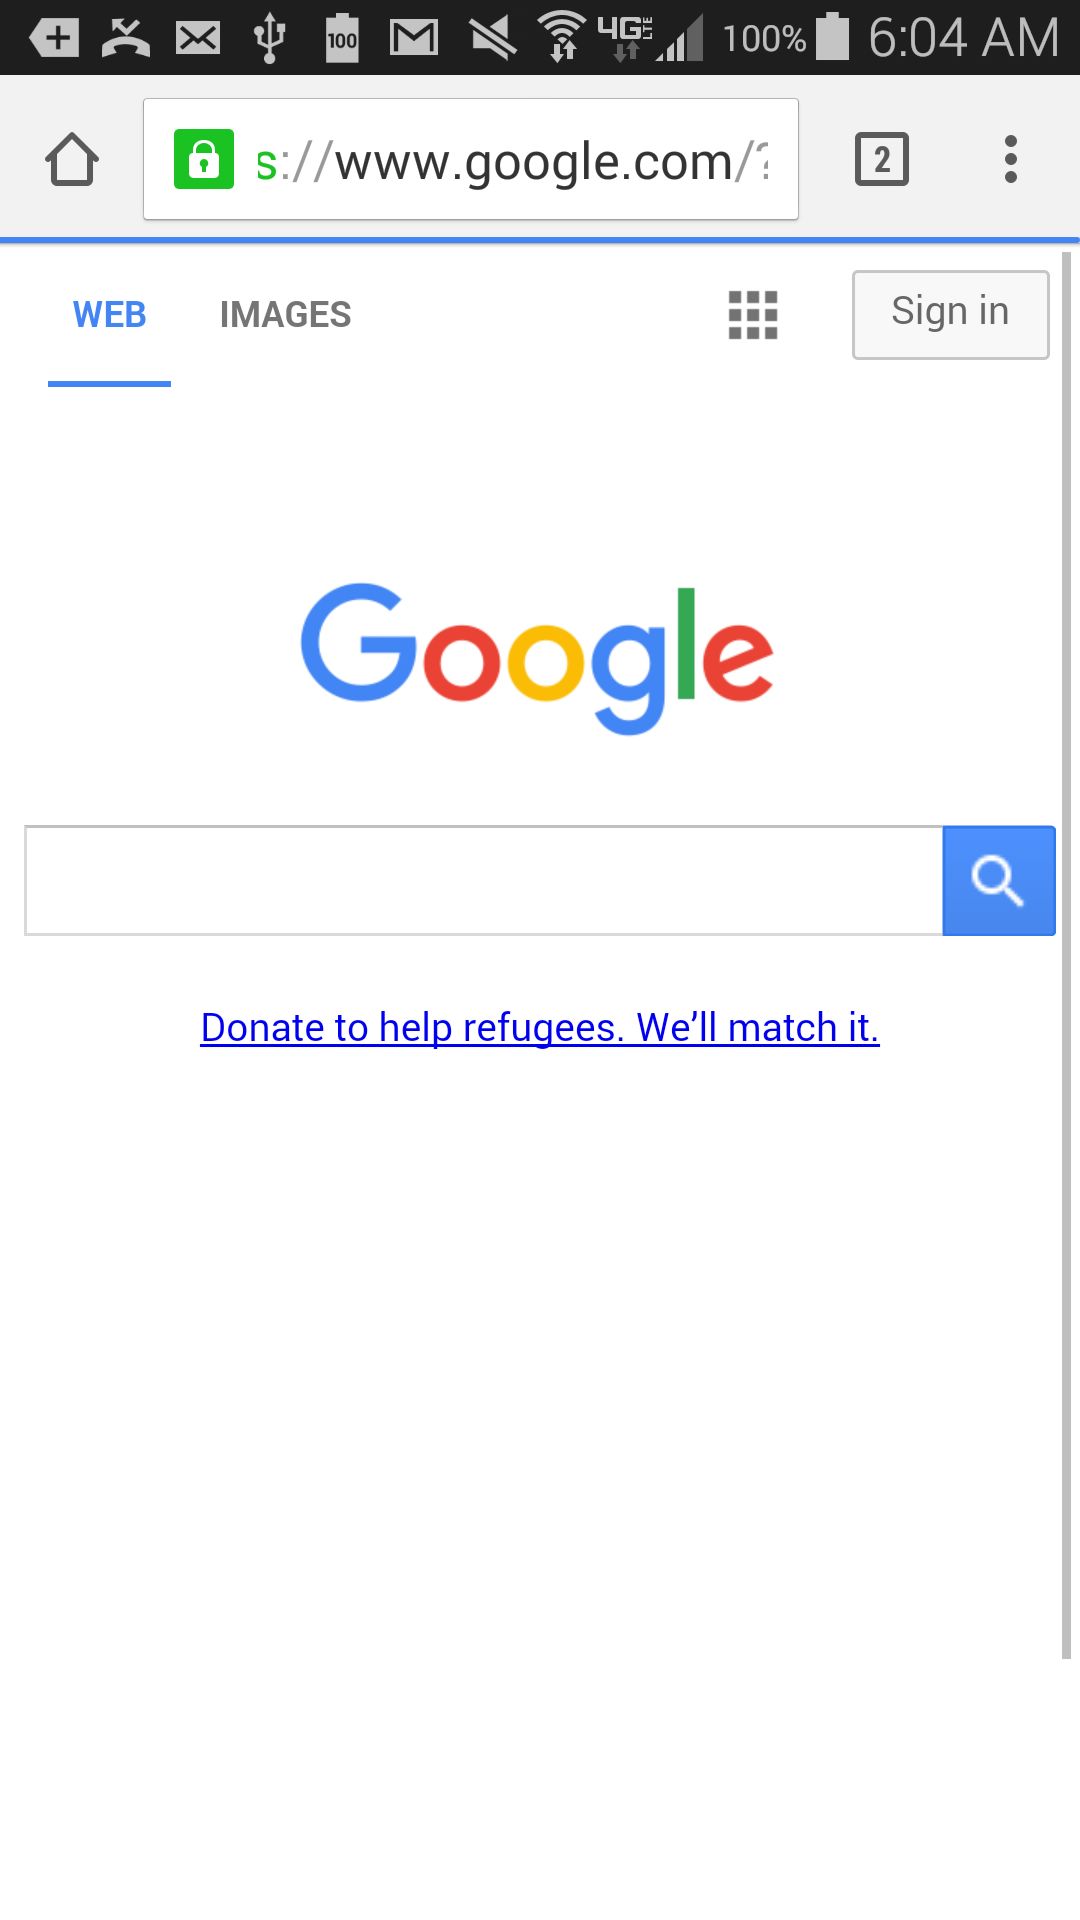 100 4G LTE 100% 6:04 AM
s://www.google.com/? 2
WEB IMAGES Sign in
Google
Donate to help refugees. We’ll match it.